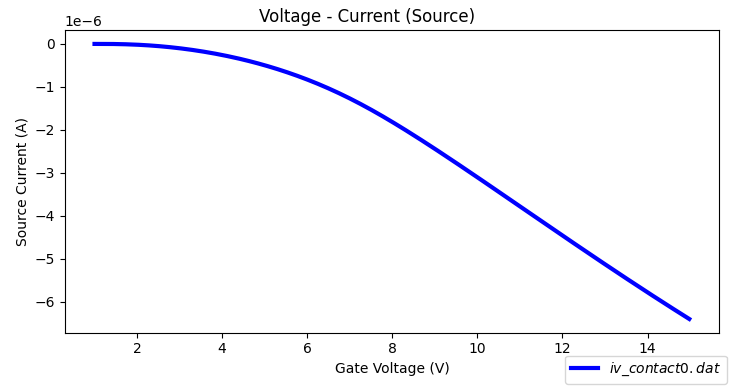 Voltage - Current (Source)
1e−6
0
−1
−2
−3
−4
−5
−6
Source Current (A)
2 4 6 8 10 12 14
Gate Voltage (V)
iv_contact0.dat